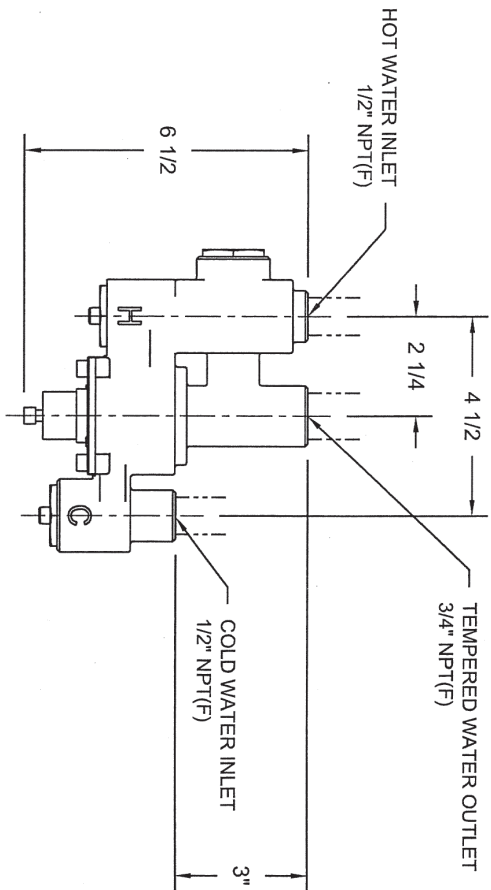 HOT WATER INLET
1/2" NPT(F)
6 1/2
2 1/4
4 1/2
TEMPERED WATER OUTLET
3/4" NPT(F)
H
C
COLD WATER INLET
1/2" NPT(F)
3"